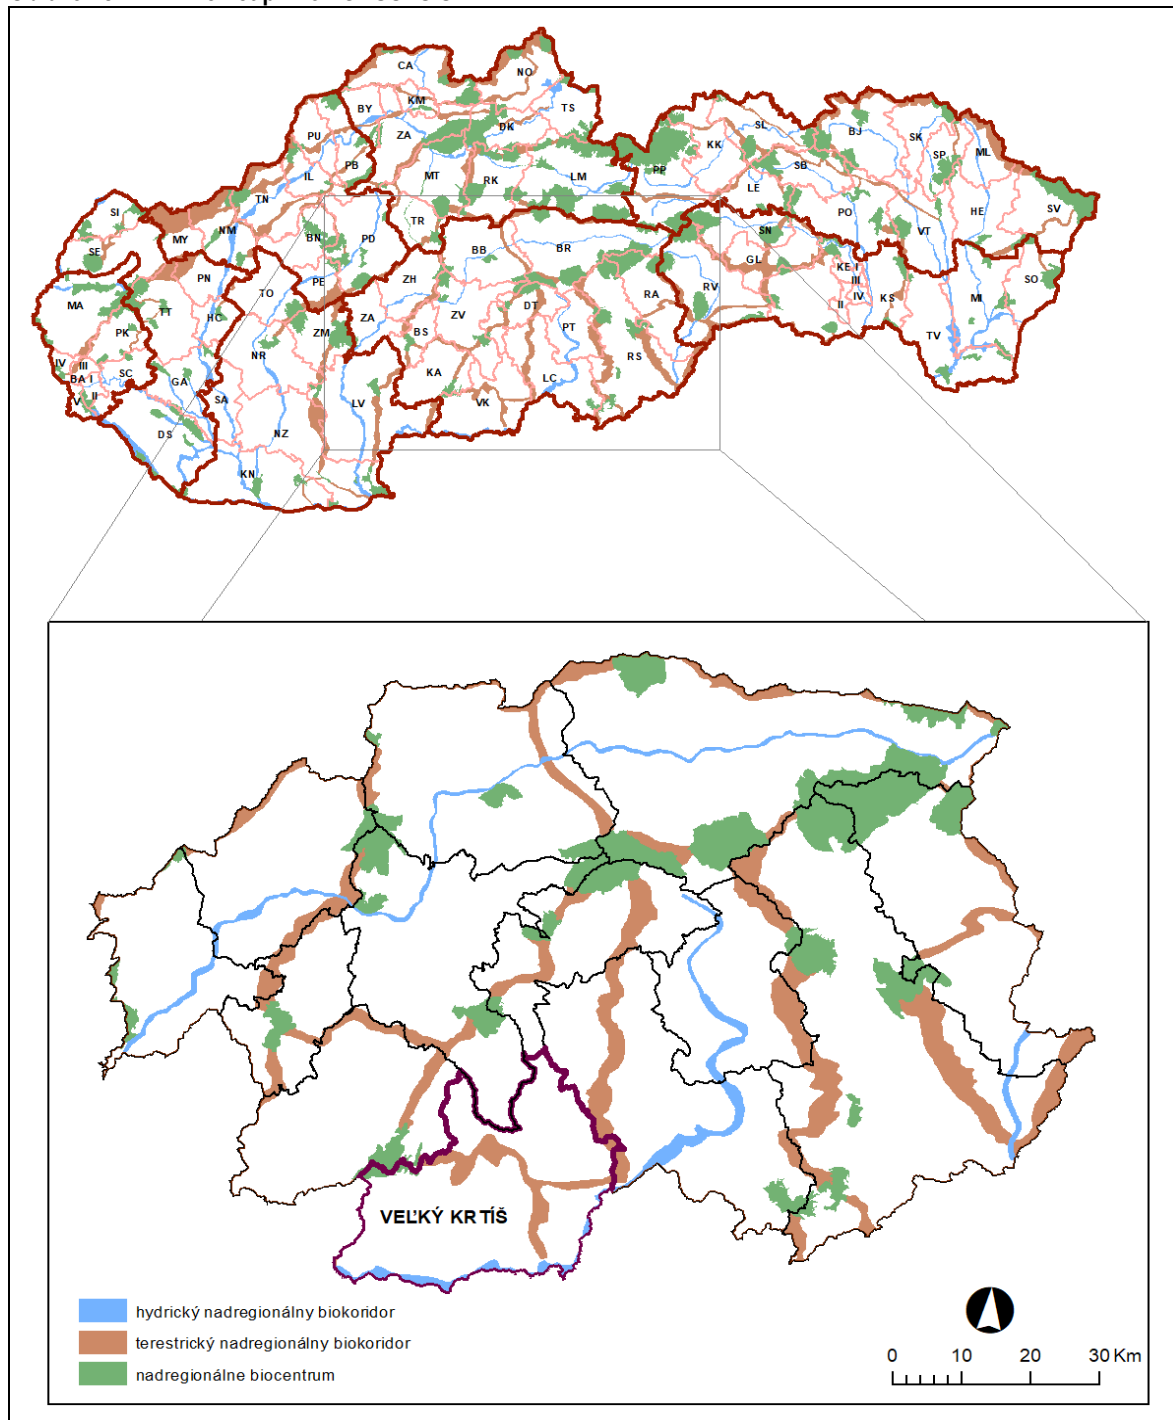 CA
NO
BY
KM
TS
PU
ZA
DK
PB
MT
IL
RK
LM
TN
TR
SI
NM
MY
SE
BN
PD
BB
BR
PP
KK
SL
BJ
SK
SP
ML
SB
LE
PO
HE
SV
VT
SN
GL
KE I
III
IV
II
KS
MI
SO
TV
RV
RA
RS
PN
TO
PE
ZH
MA
TT
HC
ZM
ZA
ZV
DT
PT
BS
PK
NR
IV
III
BA I
II
V
SC
GA
SA
KA
LC
VK
LV
DS
NZ
KN
VEĽKÝ KRTÍŠ
hydrický nadregionálny biokoridor
terestrický nadregionálny biokoridor
nadregionálne biocentrum
0 10 20 30 Km